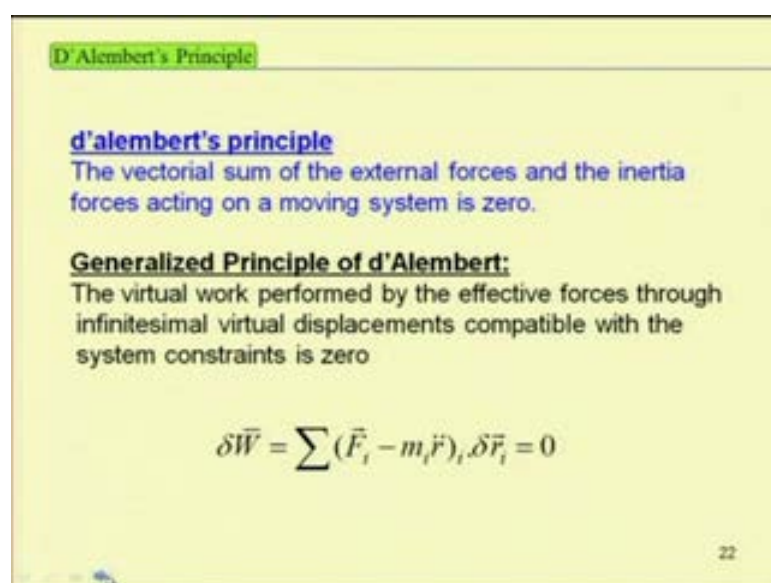 D'Alembert's Principle
d'alembert's principle
The vectorial sum of the external forces and the inertia
forces acting on a moving system is zero.
Generalized Principle of d'Alembert:
The virtual work performed by the effective forces through
infinitesimal virtual displacements compatible with the
system constraints is zero
δW̅ = ∑(F⃗ᵢ − mᵢr̈)ᵢ.δr⃗ᵢ = 0
22